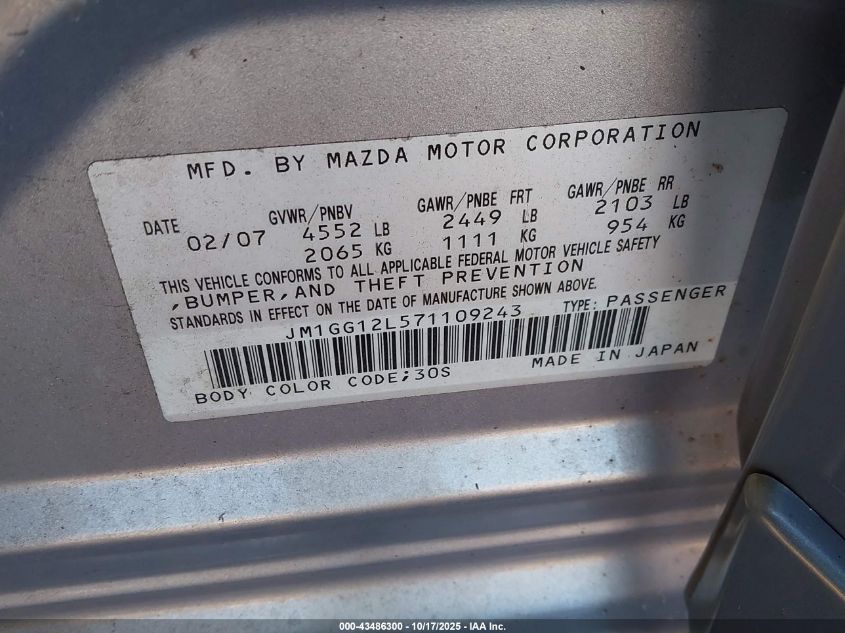 MFD. BY MAZDA MOTOR CORPORATION
DATE GVWR/PNBV GAWR/PNBE FRT GAWR/PNBE RR
02/07 4552 LB 2449 LB 2103 LB
2065 KG 1111 KG 954 KG
THIS VEHICLE CONFORMS TO ALL APPLICABLE FEDERAL MOTOR VEHICLE SAFETY
,BUMPER,AND THEFT PREVENTION
STANDARDS IN EFFECT ON THE DATE OF MANUFACTURE SHOWN ABOVE.
JM1GG12L571109243 TYPE: PASSENGER
BODY COLOR CODE;30S MADE IN JAPAN
000-43486300 - 10/17/2025 - IAA Inc.